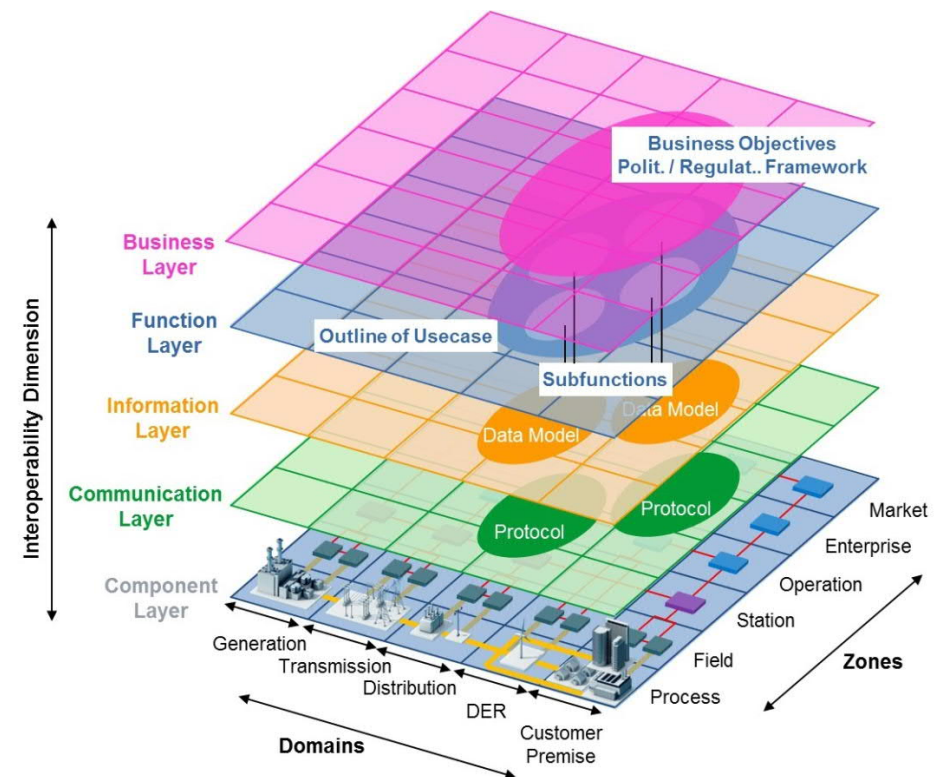 Business Objectives
Polit. / Regulat.. Framework
Business
Layer
Function
Layer
Outline of Usecase
Subfunctions
Information
Layer
Data Model
Data Model
Communication
Layer
Protocol
Protocol
Component
Layer
Interoperability Dimension
Market
Enterprise
Operation
Station
Field
Process
Zones
Generation
Transmission
Distribution
DER
Customer
Premise
Domains